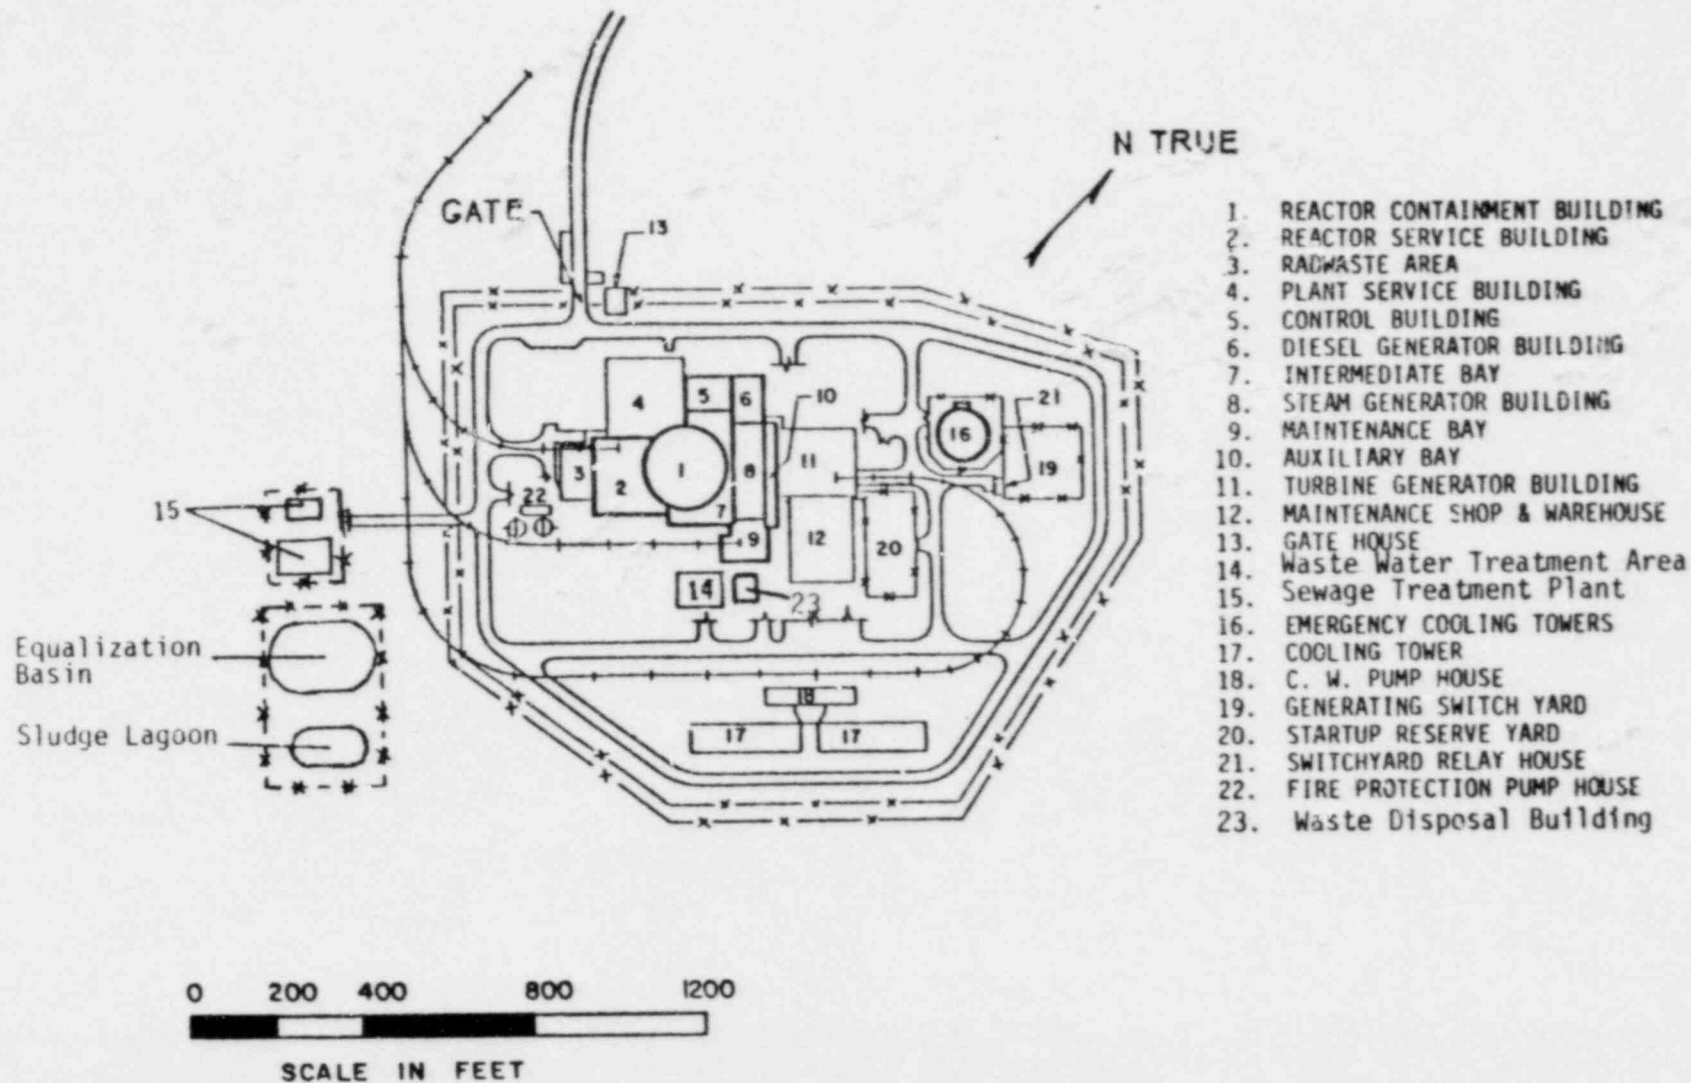 N TRUE
GATE
13
1. REACTOR CONTAINMENT BUILDING
2. REACTOR SERVICE BUILDING
3. RADWASTE AREA
4. PLANT SERVICE BUILDING
5. CONTROL BUILDING
6. DIESEL GENERATOR BUILDING
7. INTERMEDIATE BAY
8. STEAM GENERATOR BUILDING
9. MAINTENANCE BAY
10. AUXILIARY BAY
11. TURBINE GENERATOR BUILDING
12. MAINTENANCE SHOP & WAREHOUSE
13. GATE HOUSE
14. Waste Water Treatment Area
15. Sewage Treatment Plant
16. EMERGENCY COOLING TOWERS
17. COOLING TOWER
18. C. W. PUMP HOUSE
19. GENERATING SWITCH YARD
20. STARTUP RESERVE YARD
21. SWITCHYARD RELAY HOUSE
22. FIRE PROTECTION PUMP HOUSE
23. Waste Disposal Building
4
5
6
10
21
16
1
2
3
8
11
19
22
7
15
9
12
20
14
23
Equalization
Basin
18
17
17
Sludge Lagoon
0 200 400 800 1200
SCALE IN FEET